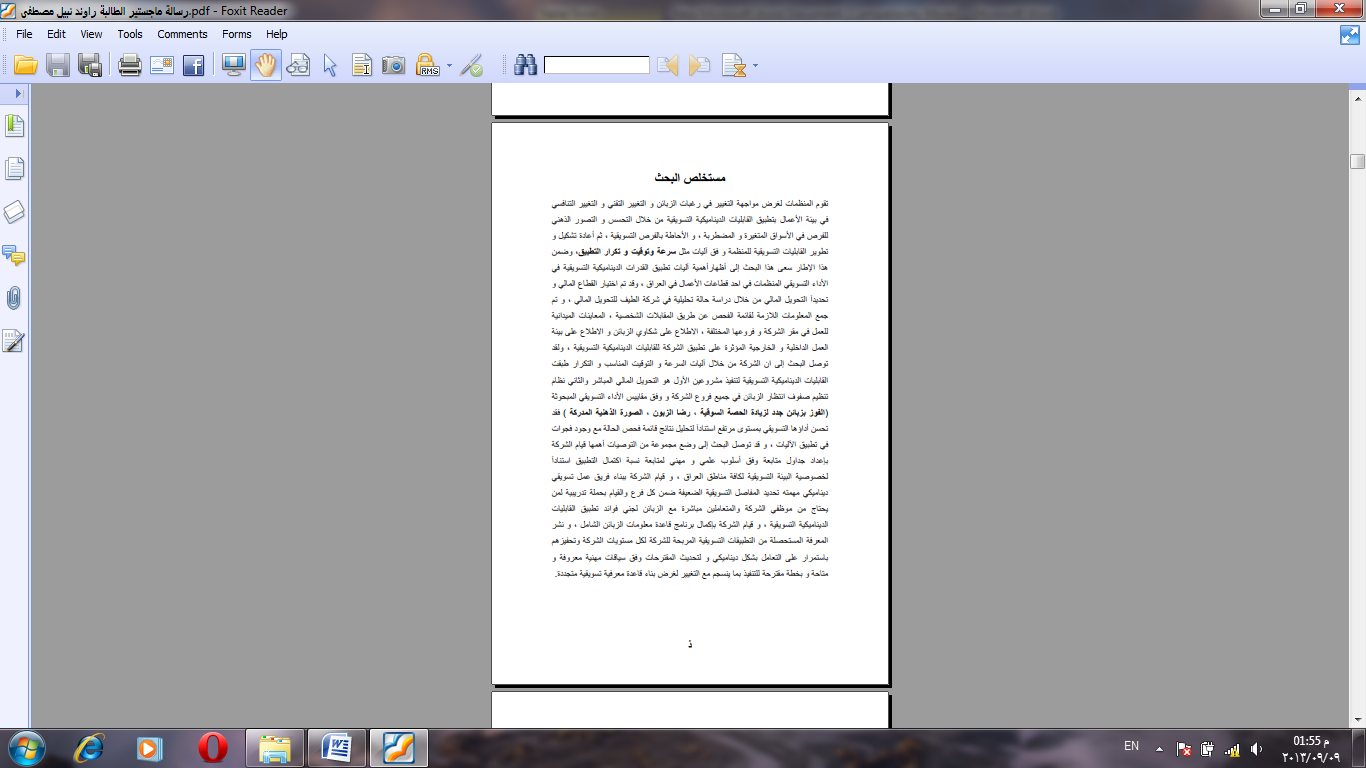 رسالة ماجستير الطالبة راوند نبيل مصطفى.pdf - Foxit Reader
File Edit View Tools Comments Forms Help
RMS
مستخلص البحث
تقوم المنظمات لغرض مواجهة التغيير في رغبات الزبائن و التغيير التقني و التغيير التنافسي
في بيئة الأعمال بتطبيق القابليات الديناميكية التسويقية من خلال التحسس و التصور الذهني
للفرص في الأسواق المتغيرة و المضطربة ، و الأحاطة بالفرص التسويقية ، ثم أعادة تشكيل و
تطوير القابليات التسويقية للمنظمة و فق آليات مثل سرعة وتوقيت و تكرار التطبيق، وضمن
هذا الإطار سعى هذا البحث إلى أظهارأهمية آليات تطبيق القدرات الديناميكية التسويقية في
الأداء التسويقي المنظمات في احد قطاعات الأعمال في العراق ، وقد تم اختيار القطاع المالي و
تحديداً التحويل المالي من خلال دراسة حالة تحليلية في شركة الطيف للتحويل المالي ، و تم
جمع المعلومات اللازمة لقائمة الفحص عن طريق المقابلات الشخصية ، المعاينات الميدانية
للعمل في مقر الشركة و فروعها المختلفة ، الاطلاع على شكاوي الزبائن و الاطلاع على بيئة
العمل الداخلية و الخارجية المؤثرة على تطبيق الشركة للقابليات الديناميكية التسويقية ، ولقد
توصل البحث إلى ان الشركة من خلال آليات السرعة و التوقيت المناسب و التكرار طبقت
القابليات الديناميكية التسويقية لتنفيذ مشروعين الأول هو التحويل المالي المباشر والثاني نظام
تنظيم صفوف انتظار الزبائن في جميع فروع الشركة و وفق مقاييس الأداء التسويقي المبحوثة
(الفوز بزبائن جدد لزيادة الحصة السوقية ، رضا الزبون ، الصورة الذهنية المدركة ) فقد
تحسن أداؤها التسويقي بمستوى مرتفع استناداً لتحليل نتائج قائمة فحص الحالة مع وجود فجوات
في تطبيق الآليات ، و قد توصل البحث إلى وضع مجموعة من التوصيات أهمها قيام الشركة
بإعداد جداول متابعة وفق أسلوب علمي و مهني لمتابعة نسبة اكتمال التطبيق استناداً
لخصوصية البيئة التسويقية لكافة مناطق العراق ، و قيام الشركة ببناء فريق عمل تسويقي
ديناميكي مهمته تحديد المفاصل التسويقية الضعيفة ضمن كل فرع والقيام بحملة تدريبية لمن
يحتاج من موظفي الشركة والمتعاملين مباشرة مع الزبائن لجني فوائد تطبيق القابليات
الديناميكية التسويقية ، و قيام الشركة بإكمال برنامج قاعدة معلومات الزبائن الشامل ، و نشر
المعرفة المستحصلة من التطبيقات التسويقية المربحة للشركة لكل مستويات الشركة وتحفيزهم
باستمرار على التعامل بشكل ديناميكي و لتحديث المقترحات وفق سياقات مهنية معروفة و
متاحة و بخطة مقترحة للتنفيذ بما ينسجم مع التغيير لغرض بناء قاعدة معرفية تسويقية متجددة.
ذ
EN
01:55 م
٢٠١٣/٠٩/٠٩